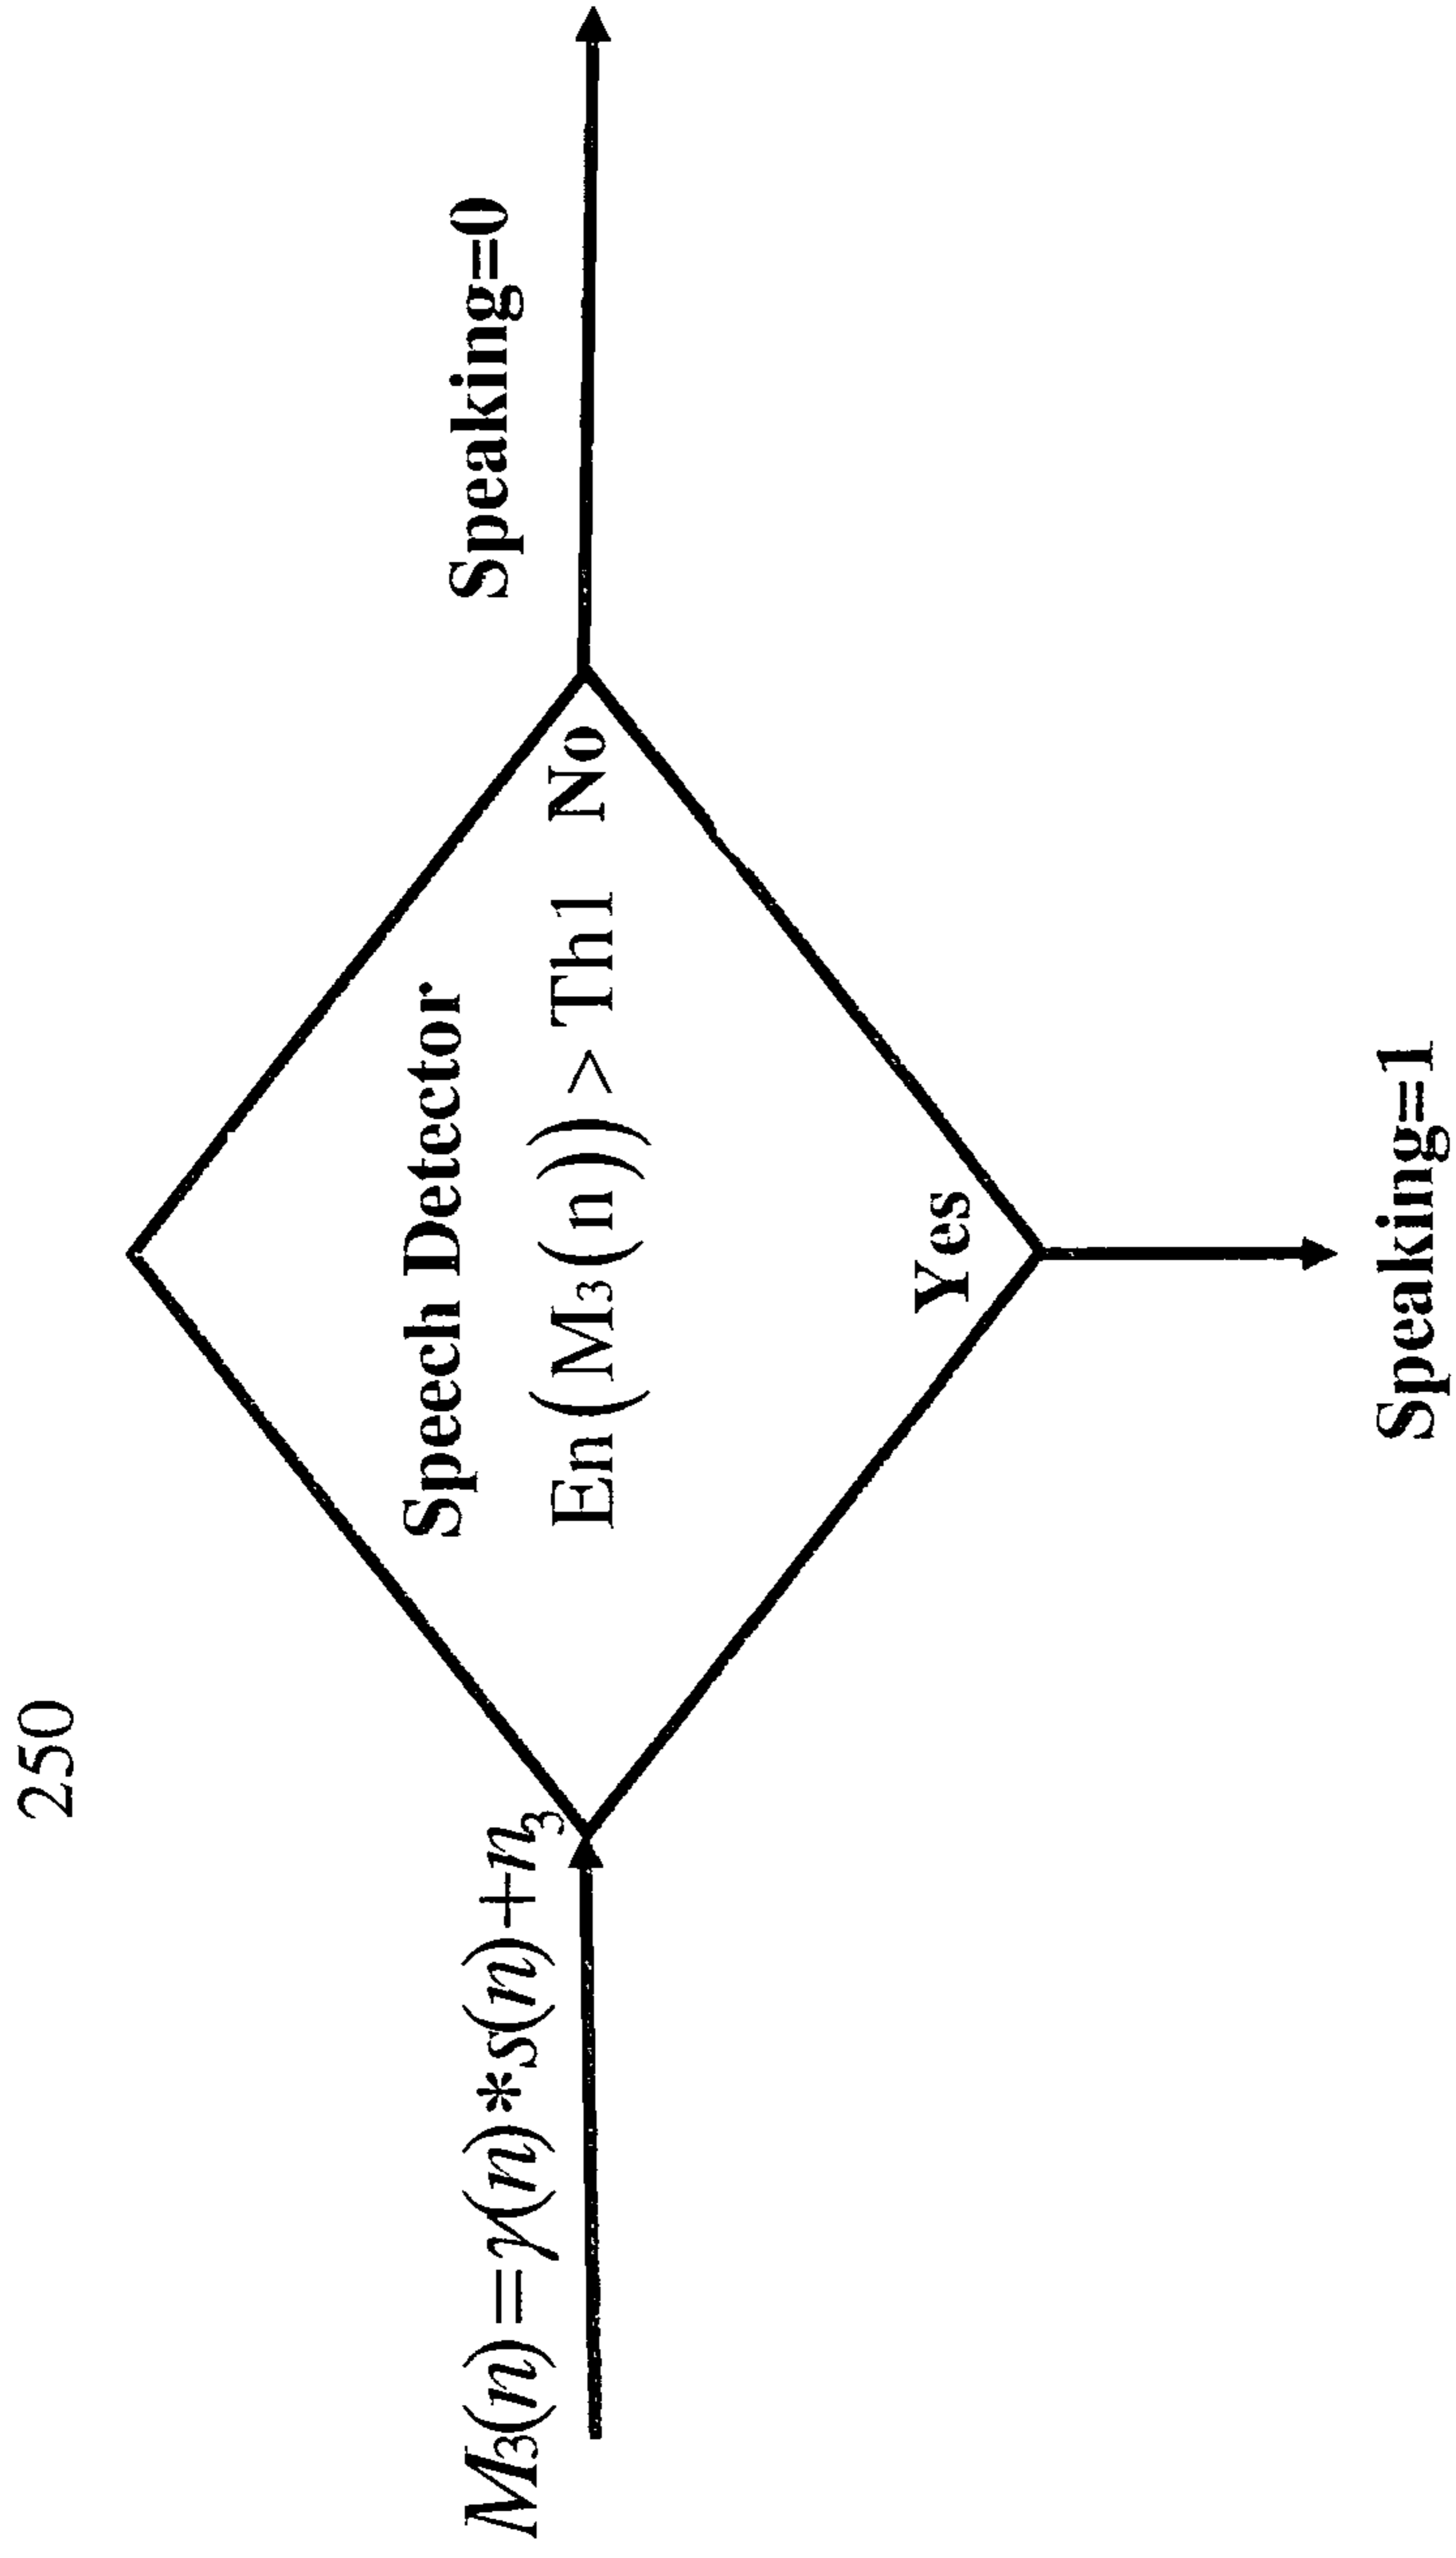 250
Speaking=0
M₃(n)=γ(n)*s(n)+n₃
Speech Detector
En(M₃(n))>Th1 No
Yes
Speaking=1